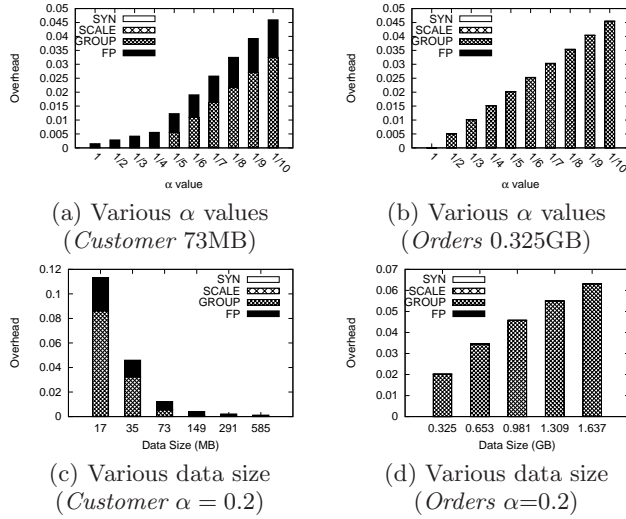 SYN
SCALE
GROUP
FP
Overhead
0.05
0.045
0.04
0.035
0.03
0.025
0.02
0.015
0.01
0.005
1
1/2
1/3
1/4
1/5
1/6
1/7
1/8
1/9
1/10
α value
(a) Various α values
(Customer 73MB)
SYN
SCALE
GROUP
FP
Overhead
0.05
0.045
0.04
0.035
0.03
0.025
0.02
0.015
0.01
0.005
1
1/2
1/3
1/4
1/5
1/6
1/7
1/8
1/9
1/10
α value
(b) Various α values
(Orders 0.325GB)
SYN
SCALE
GROUP
FP
Overhead
0.12
0.1
0.08
0.06
0.04
0.02
0
17 35 73 149 291 585
Data Size (MB)
(c) Various data size
(Customer α = 0.2)
SYN
SCALE
GROUP
FP
Overhead
0.07
0.06
0.05
0.04
0.03
0.02
0.01
0
0.325 0.653 0.981 1.309 1.637
Data Size (GB)
(d) Various data size
(Orders α=0.2)